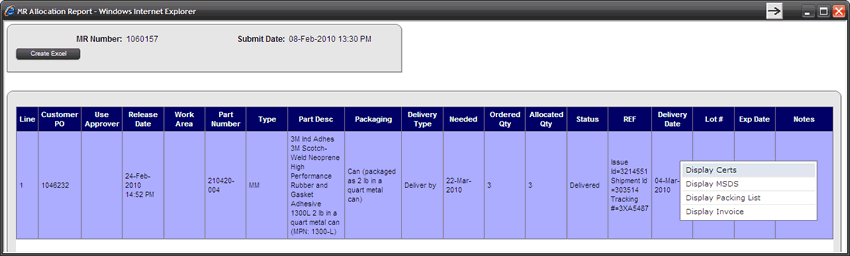 MR Allocation Report - Windows Internet Explorer
MR Number: 1060157 Submit Date: 08-Feb-2010 13:30 PM
Create Excel
Line Customer PO Use Approver Release Date Work Area Part Number Type Part Desc Packaging Delivery Type Needed Ordered Qty Allocated Qty Status REF Delivery Date Lot # Exp Date Notes
1
1046232
24-Feb-
2010
14:52 PM
210420-
004
MM
3M Ind Adhes
3M Scotch-
Weld Neoprene
High
Performance
Rubber and
Gasket
Adhesive
1300L 2 lb in a
quart metal can
(MPN: 1300-L)
Can (packaged
as 2 lb in a
quart metal
can)
Deliver by
22-Mar-
2010
3
3
Delivered
Issue
Id=3214551
Shipment Id
=303514
Tracking
#=3XA5487
04-Mar-
2010
Display Certs
Display MSDS
Display Packing List
Display Invoice